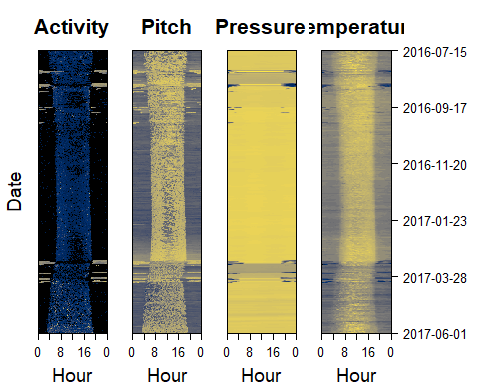 Activity Pitch Pressure emperatur
2016-07-15
2016-09-17
2016-11-20
2017-01-23
2017-03-28
2017-06-01
Date
0 8 16 0 0 8 16 0 0 8 16 0 0 8 16 0
Hour Hour Hour Hour